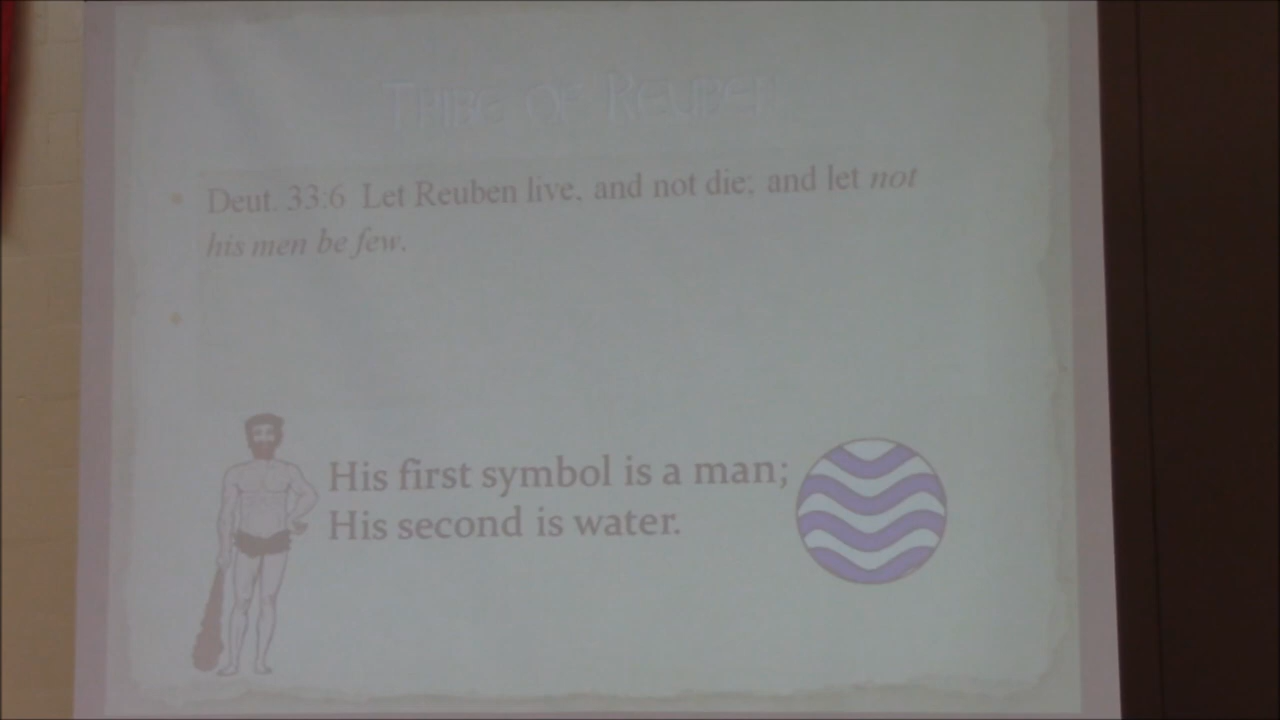 TRIBE OF REUBEN
Deut. 33:6 Let Reuben live, and not die; and let not
his men be few.
His first symbol is a man;
His second is water.